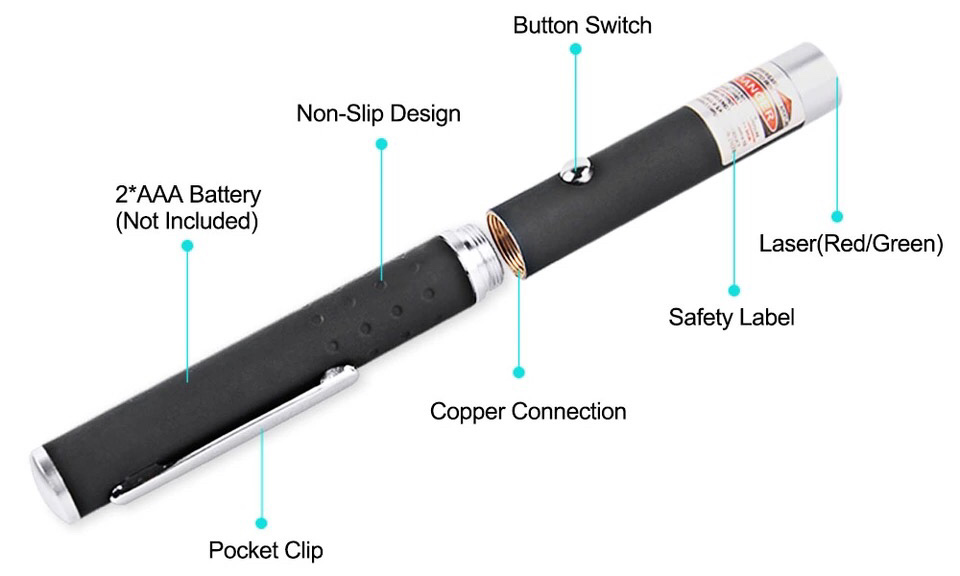 Button Switch
Non-Slip Design
2*AAA Battery
(Not Included)
Laser(Red/Green)
Safety Label
Copper Connection
Pocket Clip
DANGER